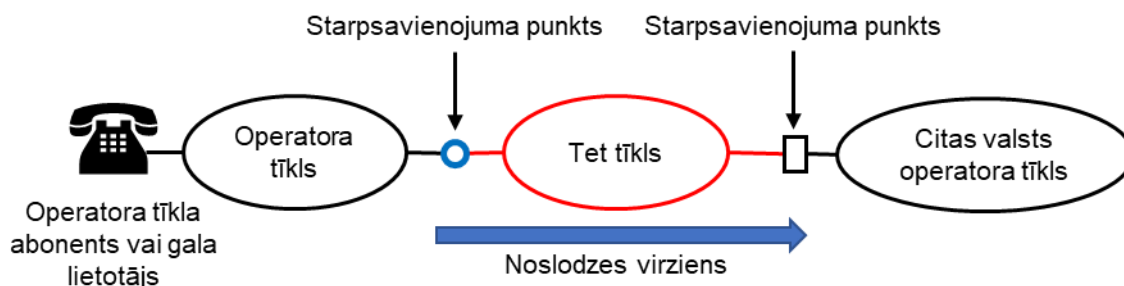 Starpsavienojuma punkts
Starpsavienojuma punkts
Operatora
tīkls
Tet tīkls
Citas valsts
operatora tīkls
Operatora tīkla
abonents vai gala
lietotājs
Noslodzes virziens